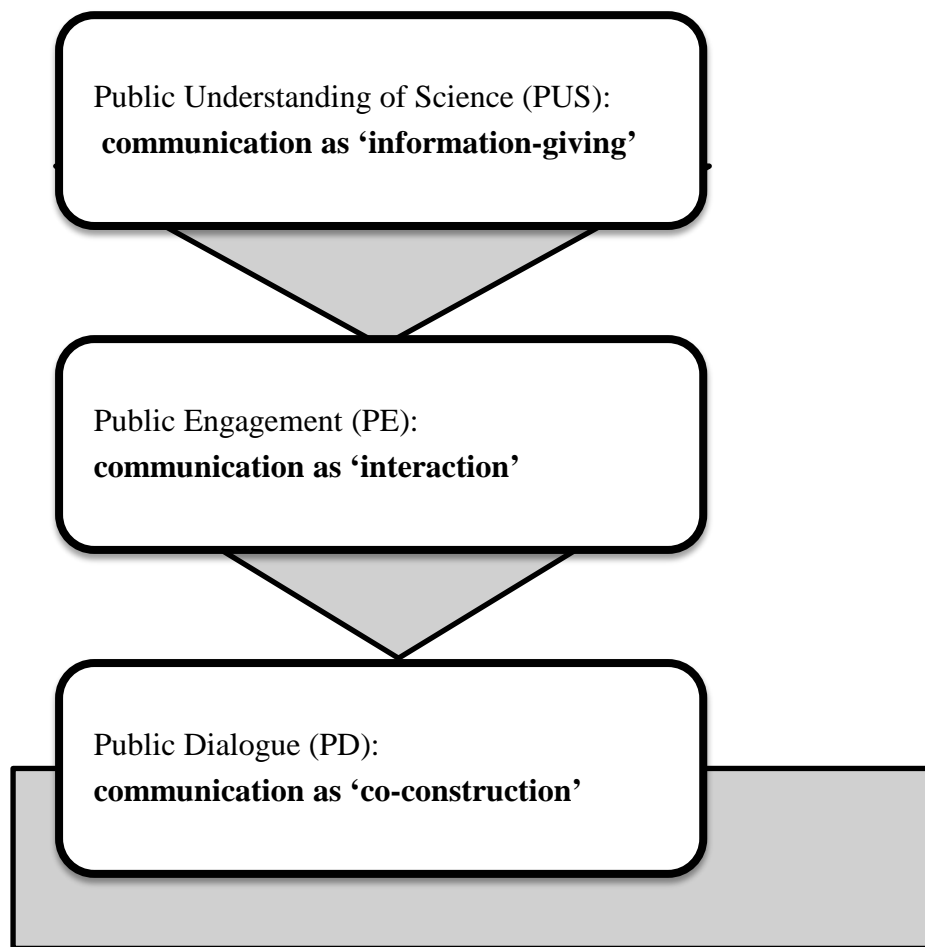 Public Understanding of Science (PUS):
communication as ‘information-giving’
Public Engagement (PE):
communication as ‘interaction’
Public Dialogue (PD):
communication as ‘co-construction’